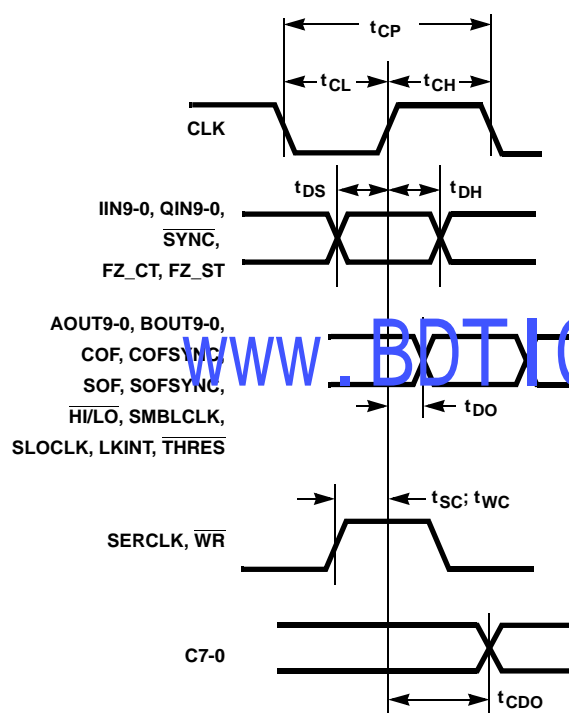 tCP
tCL
tCH
CLK
tDS
tDH
IIN9-0, QIN9-0,
SYNC,
FZ_CT, FZ_ST
AOUT9-0, BOUT9-0,
COF, COFSYNC,
www.BDTIC
SOF, SOFSYNC,
tDO
HI/LO, SMBLCLK,
SLOCLK, LKINT, THRES
tSC; tWC
SERCLK, WR
C7-0
tCDO